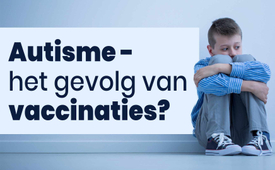 Autisme –
het gevolg van
vaccinaties?